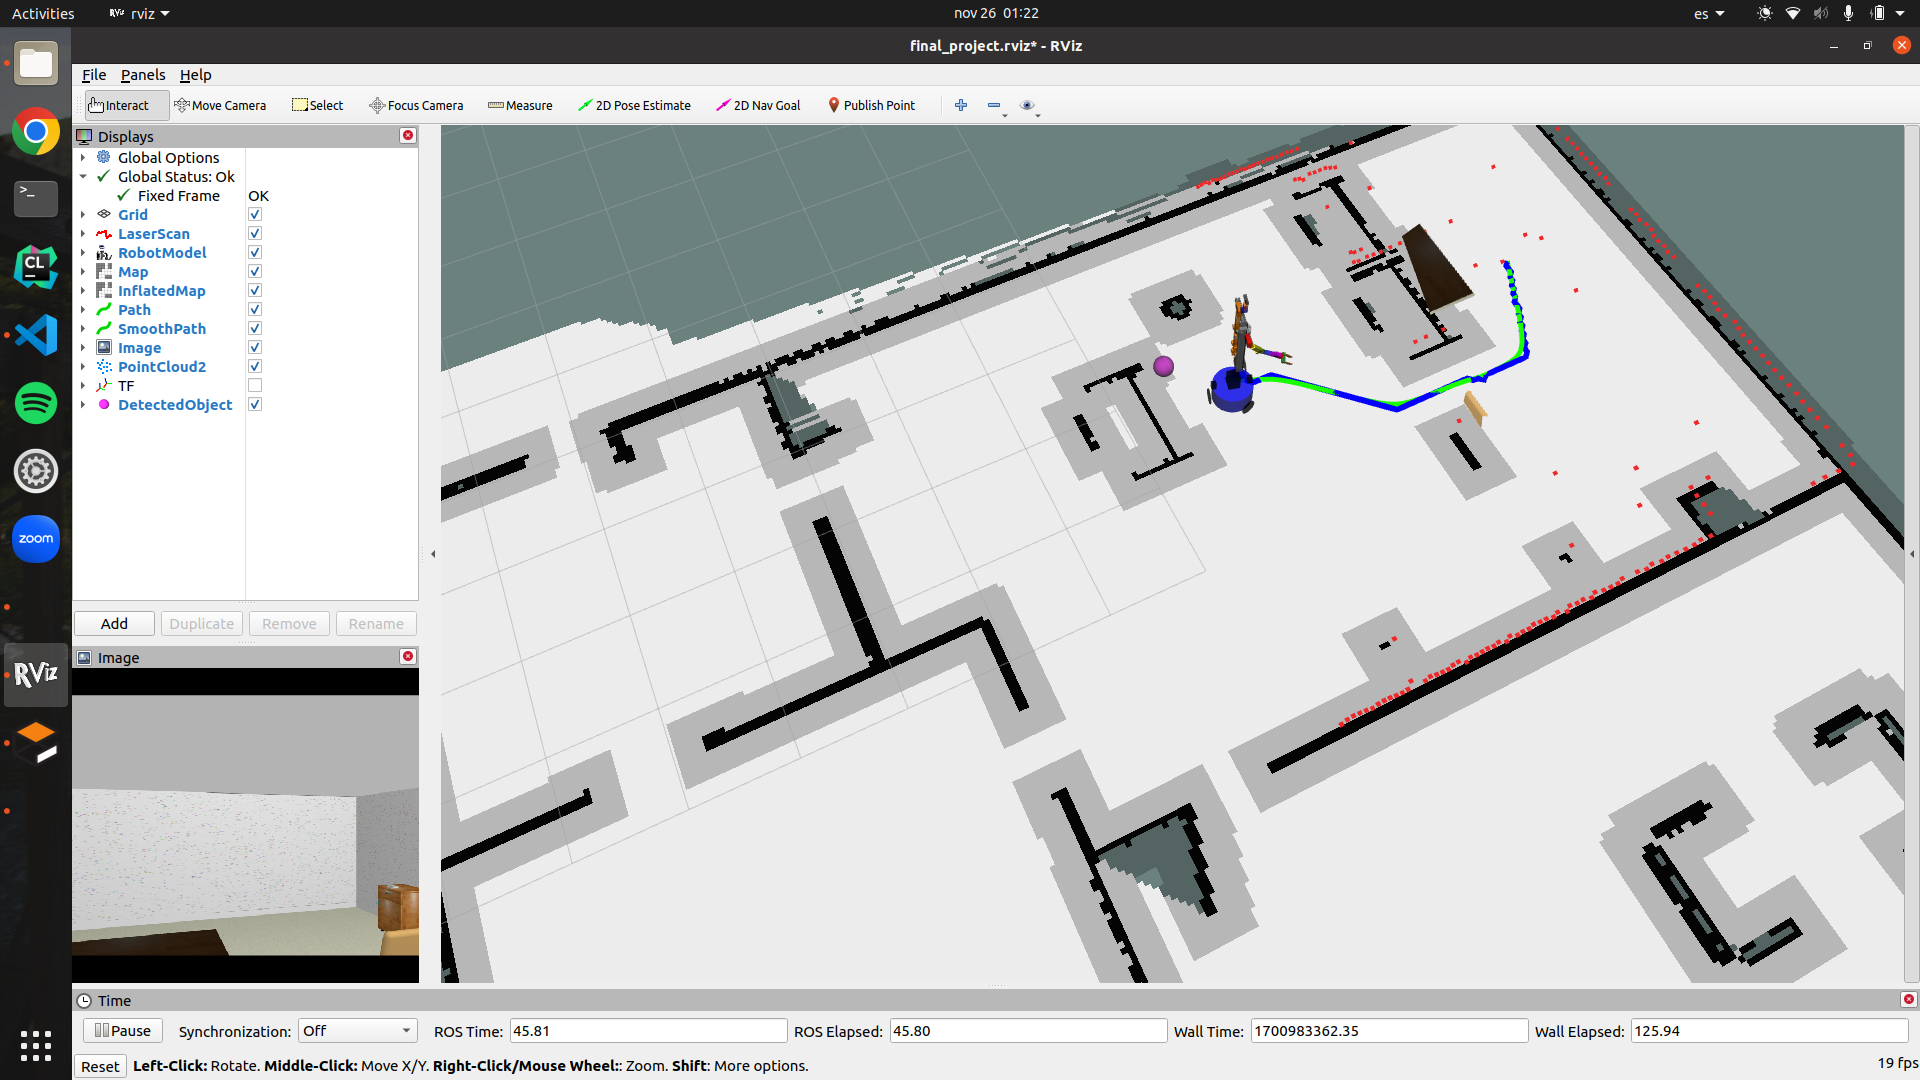 Activities
RViz rviz
nov 26 01:22
es
final_project.rviz* - RViz
File Panels Help
Interact Move Camera Select Focus Camera Measure 2D Pose Estimate 2D Nav Goal Publish Point
Displays
Global Options
Global Status: Ok
Fixed Frame OK
Grid
LaserScan
RobotModel
Map
InflatedMap
Path
SmoothPath
Image
PointCloud2
TF
DetectedObject
Add Duplicate Remove Rename
Image
>_
CL
zoom
RViz
Time
Pause Synchronization: Off ROS Time: 45.81 ROS Elapsed: 45.80 Wall Time: 1700983362.35 Wall Elapsed: 125.94
Reset Left-Click: Rotate. Middle-Click: Move X/Y. Right-Click/Mouse Wheel:: Zoom. Shift: More options. 19 fps